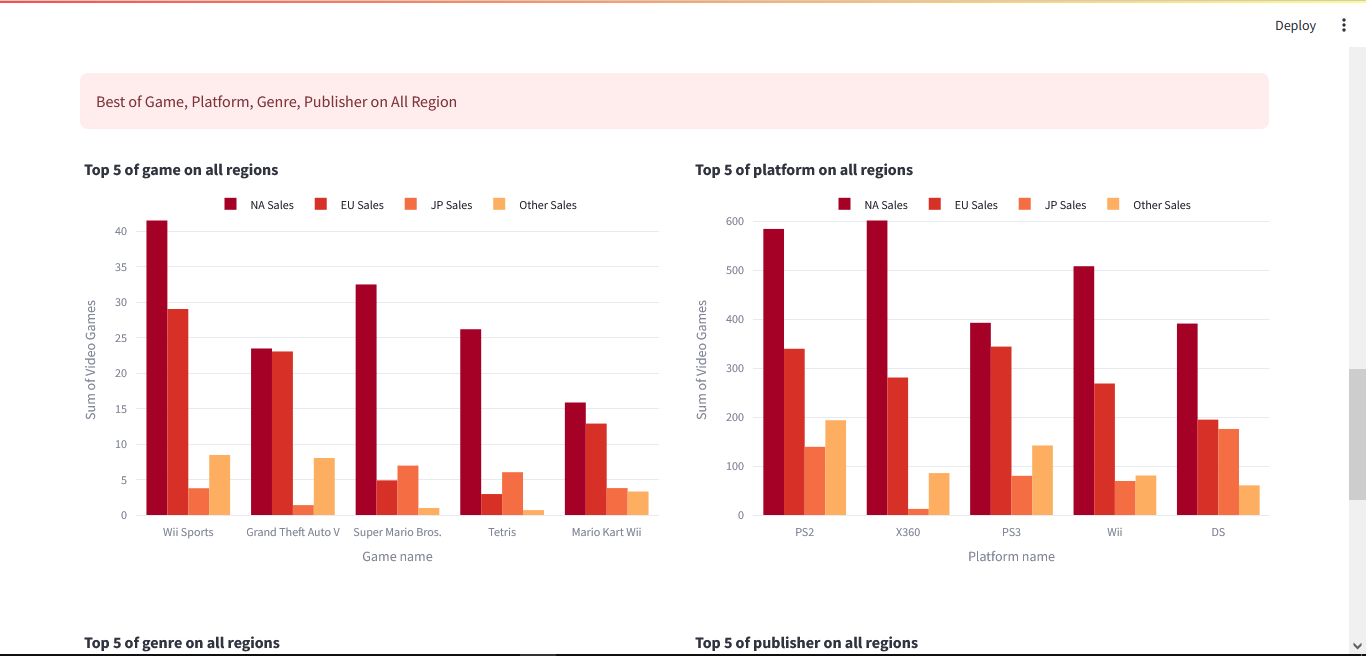 Deploy
Best of Game, Platform, Genre, Publisher on All Region
Top 5 of game on all regions
NA Sales EU Sales JP Sales Other Sales
40
35
30
25
20
15
10
5
0
Sum of Video Games
Wii Sports Grand Theft Auto V Super Mario Bros. Tetris Mario Kart Wii
Game name
Top 5 of platform on all regions
NA Sales EU Sales JP Sales Other Sales
600
500
400
300
200
100
0
Sum of Video Games
PS2 X360 PS3 Wii DS
Platform name
Top 5 of genre on all regions
Top 5 of publisher on all regions